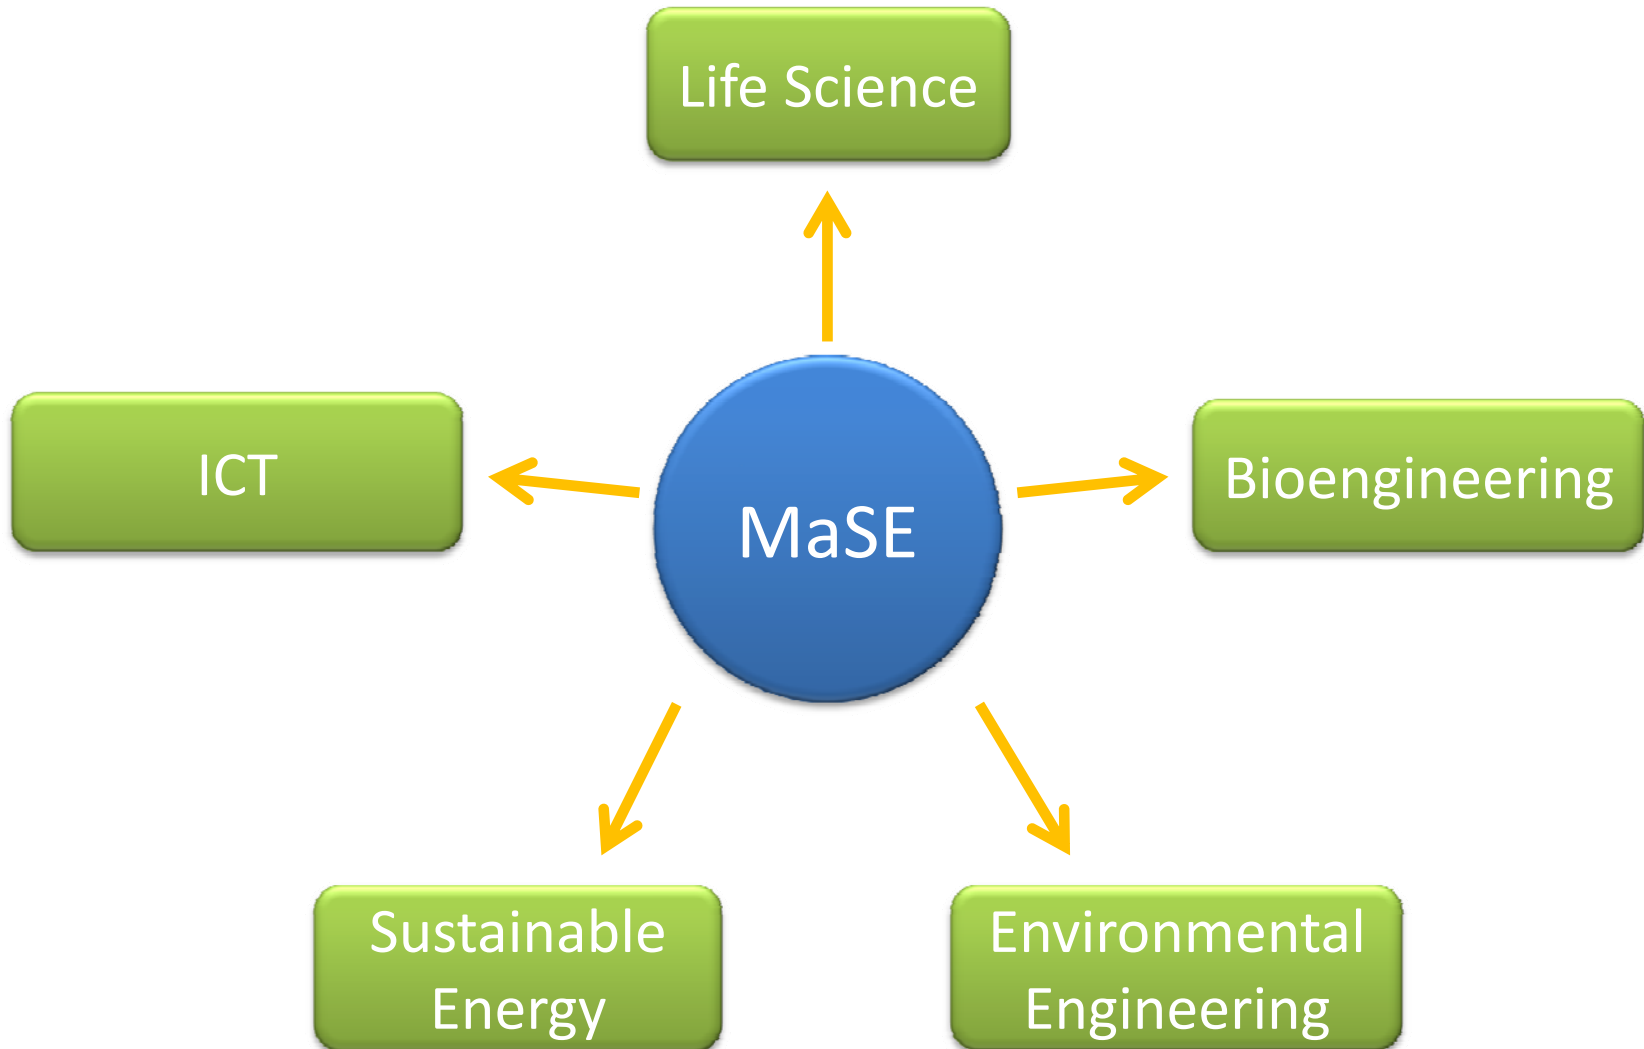 Life Science
ICT
MaSE
Bioengineering
Sustainable
Energy
Environmental
Engineering